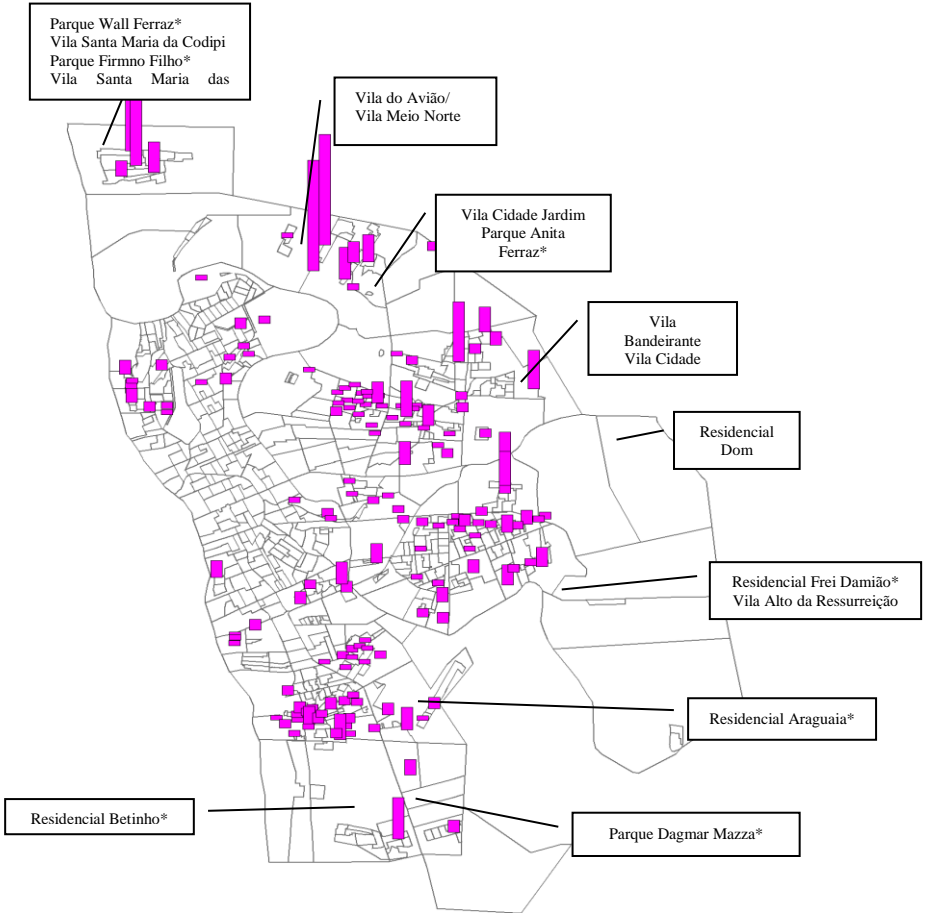 Parque Wall Ferraz*
Vila Santa Maria da Codipi
Parque Firmno Filho*
Vila Santa Maria das
Vila do Avião/
Vila Meio Norte
Vila Cidade Jardim
Parque Anita
Ferraz*
Vila
Bandeirante
Vila Cidade
Residencial
Dom
Residencial Frei Damião*
Vila Alto da Ressurreição
Residencial Araguaia*
Residencial Betinho*
Parque Dagmar Mazza*